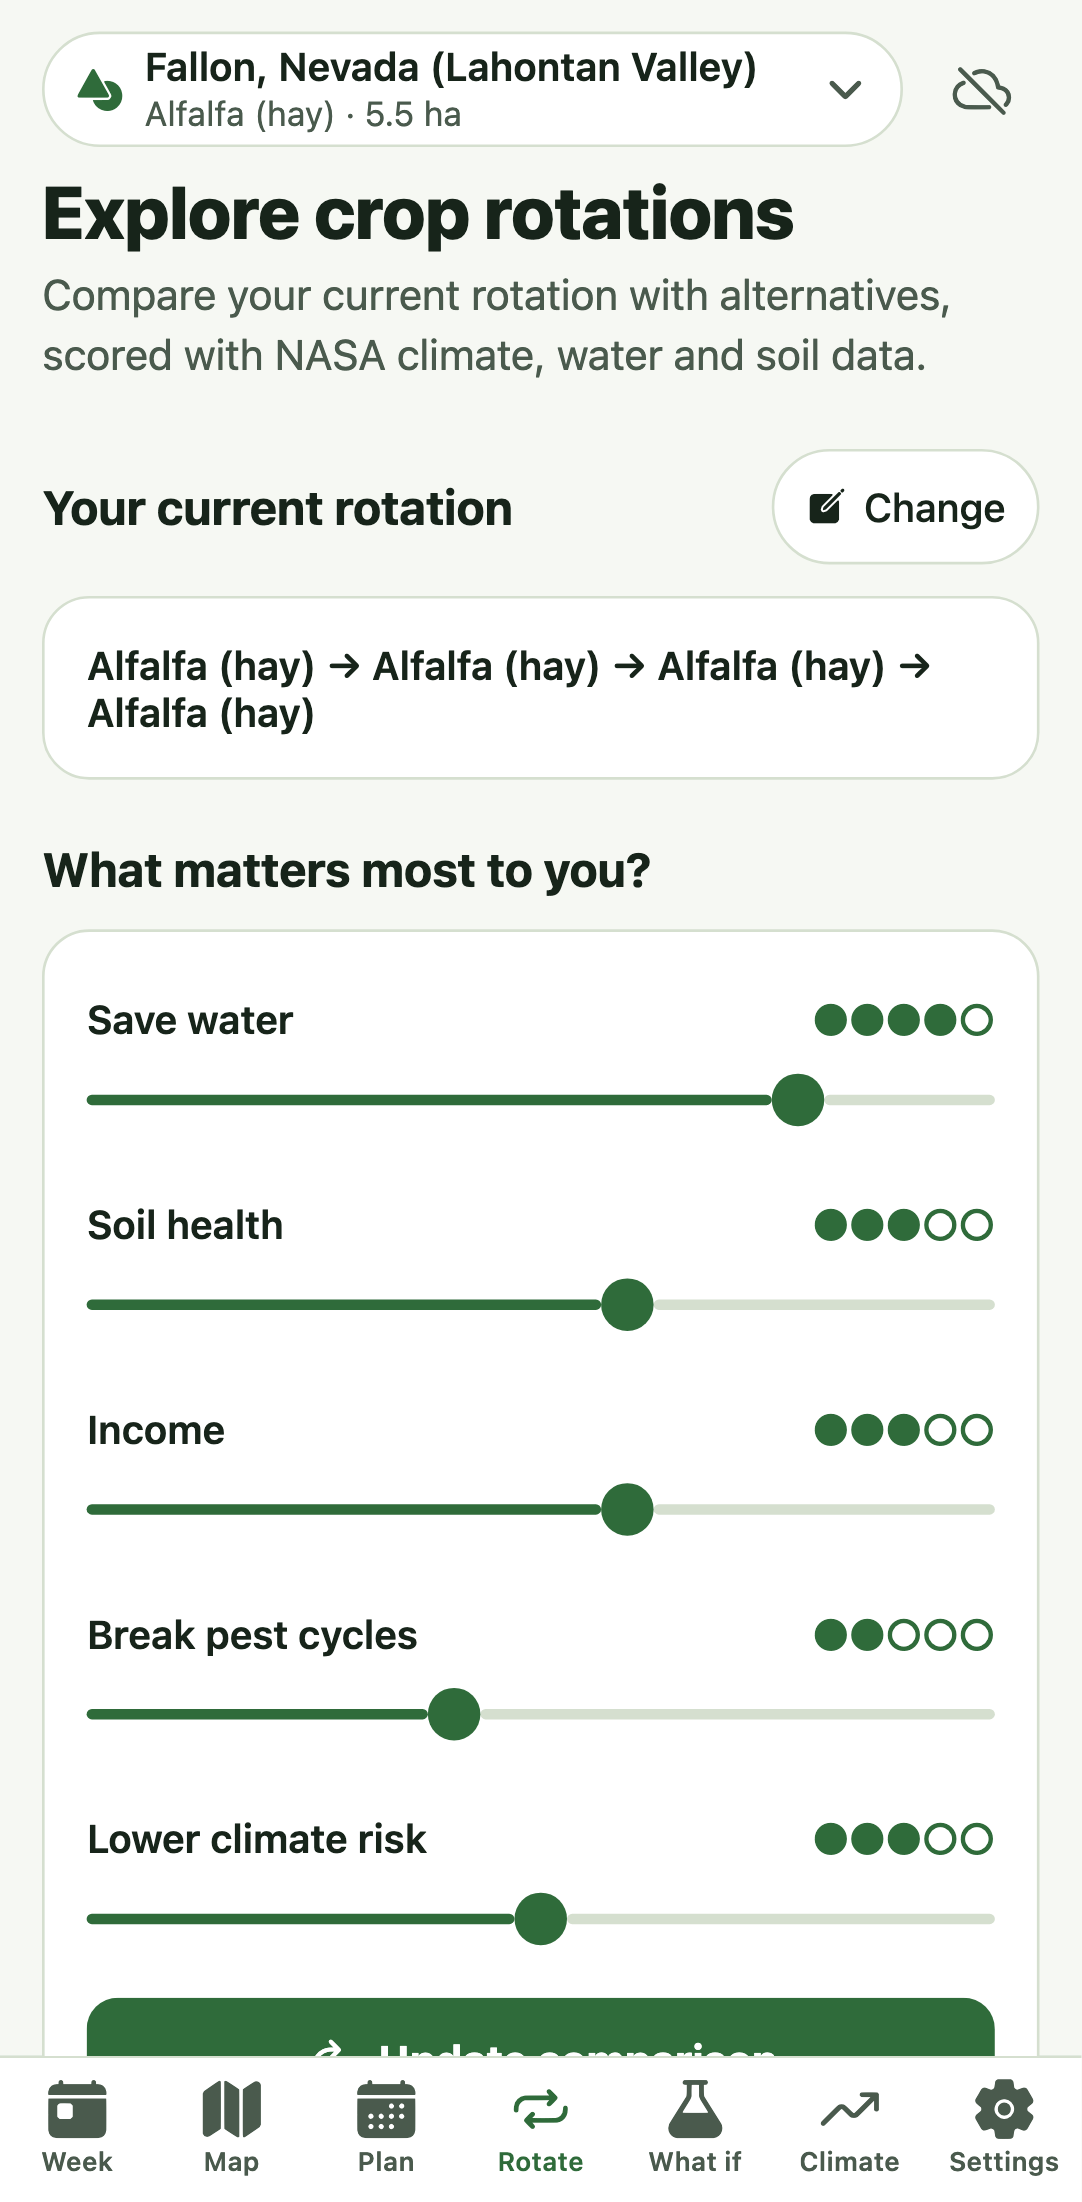 Fallon, Nevada (Lahontan Valley)
Alfalfa (hay) · 5.5 ha
Explore crop rotations
Compare your current rotation with alternatives,
scored with NASA climate, water and soil data.
Your current rotation
Change
Alfalfa (hay) → Alfalfa (hay) → Alfalfa (hay) →
Alfalfa (hay)
What matters most to you?
Save water
Soil health
Income
Break pest cycles
Lower climate risk
Update comparison
Week
Map
Plan
Rotate
What if
Climate
Settings